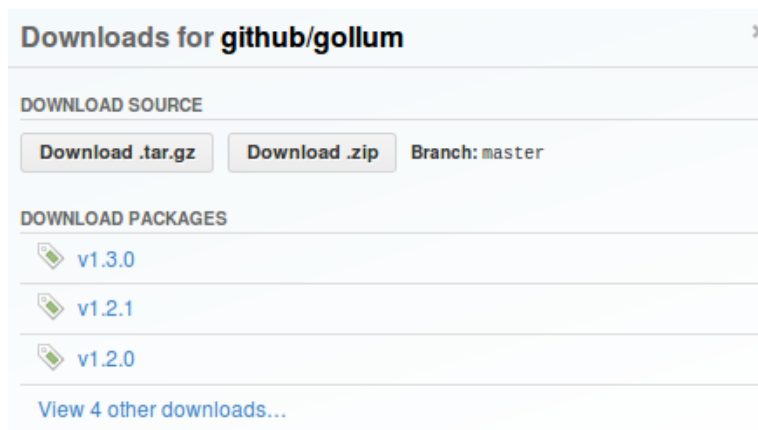 Downloads for github/gollum
DOWNLOAD SOURCE
Download .tar.gz Download .zip Branch: master
DOWNLOAD PACKAGES
v1.3.0
v1.2.1
v1.2.0
View 4 other downloads...